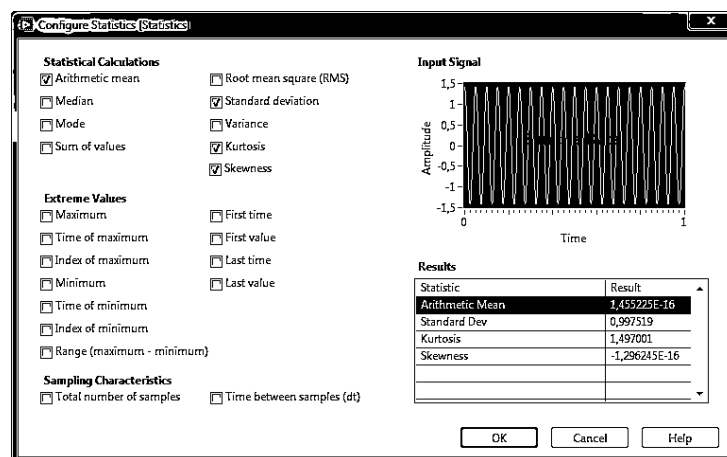 Configure Statistics [Statistics]
Statistical Calculations
Arithmetic mean
Median
Mode
Sum of values
Root mean square (RMS)
Standard deviation
Variance
Kurtosis
Skewness
Extreme Values
Maximum
Time of maximum
Index of maximum
Minimum
Time of minimum
Index of minimum
Range (maximum - minimum)
First time
First value
Last time
Last value
Sampling Characteristics
Total number of samples
Time between samples (dt)
Input Signal
Amplitude
1,5
1
0,5
0
-0,5
-1
-1,5
0
1
Time
Results
Statistic Result
Arithmetic Mean 1,455225E-16
Standard Dev 0,997519
Kurtosis 1,497001
Skewness -1,296245E-16
OK Cancel Help